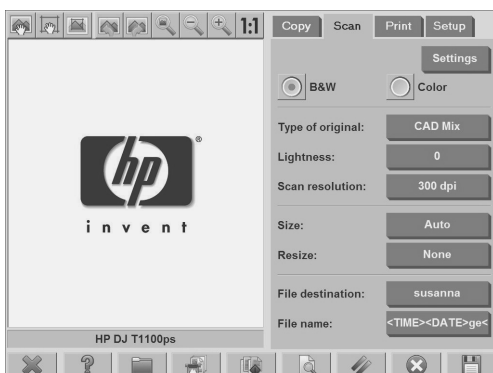 1:1
Copy Scan Print Setup
Settings
B&W Color
Type of original: CAD Mix
Lightness: 0
Scan resolution: 300 dpi
Size: Auto
Resize: None
File destination: susanna
File name: <TIME><DATE>ge<
hp
®
invent
HP DJ T1100ps
?